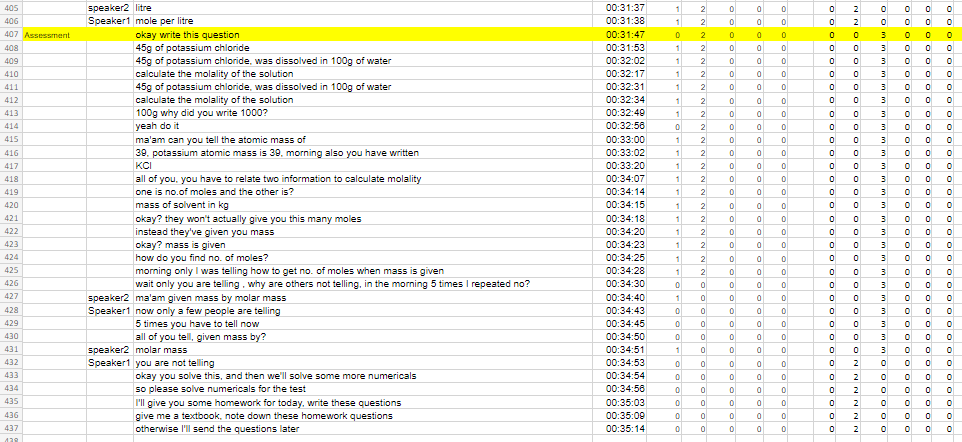 405 speaker2 litre 00:31:37 1 2 0 0 0 0 2 0 0 0 0
406 Speaker1 mole per litre 00:31:38 1 2 0 0 0 0 2 0 0 0 0
407 Assessment okay write this question 00:31:47 0 2 0 0 0 0 0 3 0 0 0
408 45g of potassium chloride 00:31:53 1 2 0 0 0 0 0 3 0 0 0
409 45g of potassium chloride, was dissolved in 100g of water 00:32:02 1 2 0 0 0 0 0 3 0 0 0
410 calculate the molality of the solution 00:32:17 1 2 0 0 0 0 0 3 0 0 0
411 45g of potassium chloride, was dissolved in 100g of water 00:32:31 1 2 0 0 0 0 0 3 0 0 0
412 calculate the molality of the solution 00:32:34 1 2 0 0 0 0 0 3 0 0 0
413 100g why did you write 1000? 00:32:49 1 2 0 0 0 0 0 3 0 0 0
414 yeah do it 00:32:56 0 2 0 0 0 0 0 3 0 0 0
415 ma'am can you tell the atomic mass of 00:33:00 1 2 0 0 0 0 0 3 0 0 0
416 39, potassium atomic mass is 39, morning also you have written 00:33:02 1 2 0 0 0 0 0 3 0 0 0
417 KCl 00:33:20 1 2 0 0 0 0 0 3 0 0 0
418 all of you, you have to relate two information to calculate molality 00:34:07 1 2 0 0 0 0 0 3 0 0 0
419 one is no.of moles and the other is? 00:34:14 1 2 0 0 0 0 0 3 0 0 0
420 mass of solvent in kg 00:34:15 1 2 0 0 0 0 0 3 0 0 0
421 okay? they won't actually give you this many moles 00:34:18 1 2 0 0 0 0 0 3 0 0 0
422 instead they've given you mass 00:34:20 1 2 0 0 0 0 0 3 0 0 0
423 okay? mass is given 00:34:23 1 2 0 0 0 0 0 3 0 0 0
424 how do you find no. of moles? 00:34:25 1 2 0 0 0 0 0 3 0 0 0
425 morning only I was telling how to get no. of moles when mass is given 00:34:28 1 2 0 0 0 0 0 3 0 0 0
426 wait only you are telling , why are others not telling, in the morning 5 times I repeated no? 00:34:30 0 0 0 0 0 0 0 3 0 0 0
427 speaker2 ma'am given mass by molar mass 00:34:40 1 0 0 0 0 0 0 3 0 0 0
428 Speaker1 now only a few people are telling 00:34:43 0 0 0 0 0 0 0 3 0 0 0
429 5 times you have to tell now 00:34:45 0 0 0 0 0 0 0 3 0 0 0
430 all of you tell, given mass by? 00:34:50 0 0 0 0 0 0 0 3 0 0 0
431 speaker2 molar mass 00:34:51 1 0 0 0 0 0 0 3 0 0 0
432 Speaker1 you are not telling 00:34:53 0 0 0 0 0 0 2 0 0 0 0
433 okay you solve this, and then we'll solve some more numericals 00:34:54 0 0 0 0 0 0 2 0 0 0 0
434 so please solve numericals for the test 00:34:56 0 0 0 0 0 0 2 0 0 0 0
435 I'll give you some homework for today, write these questions 00:35:03 0 0 0 0 0 0 2 0 0 0 0
436 give me a textbook, note down these homework questions 00:35:09 0 0 0 0 0 0 2 0 0 0 0
437 otherwise I'll send the questions later 00:35:14 0 0 0 0 0 0 2 0 0 0 0